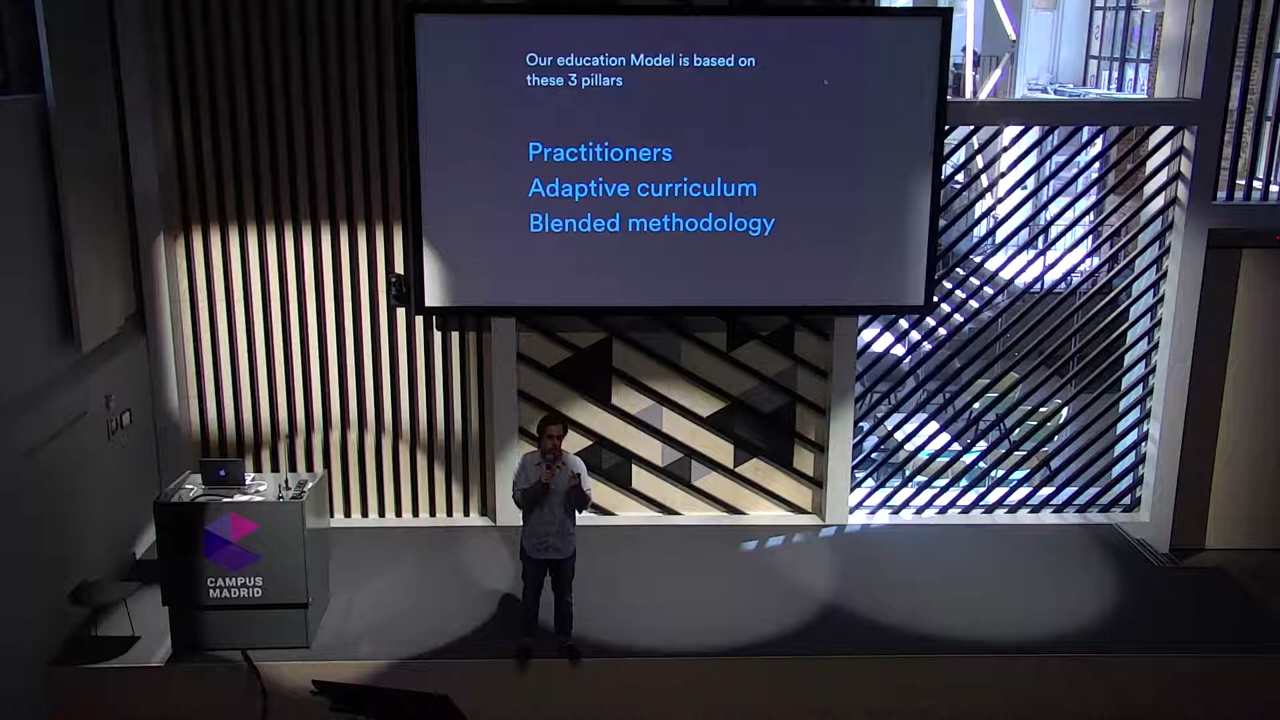 Our education Model is based on
these 3 pillars
Practitioners
Adaptive curriculum
Blended methodology
CAMPUS
MADRID